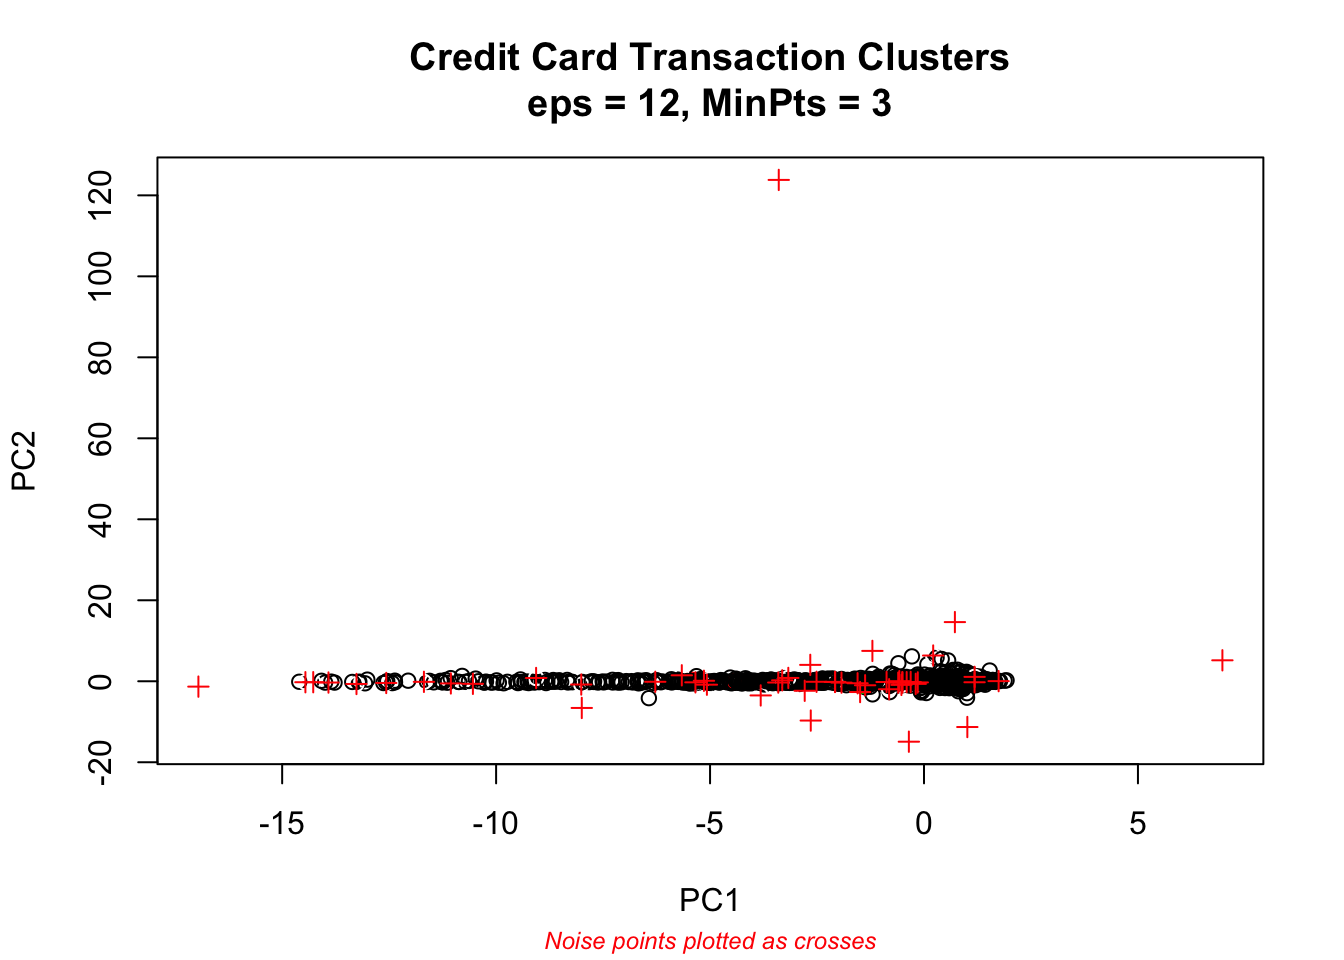 Credit Card Transaction Clusters
eps = 12, MinPts = 3
120
100
80
60
40
20
0
-20
PC2
-15
-10
-5
0
5
PC1
Noise points plotted as crosses